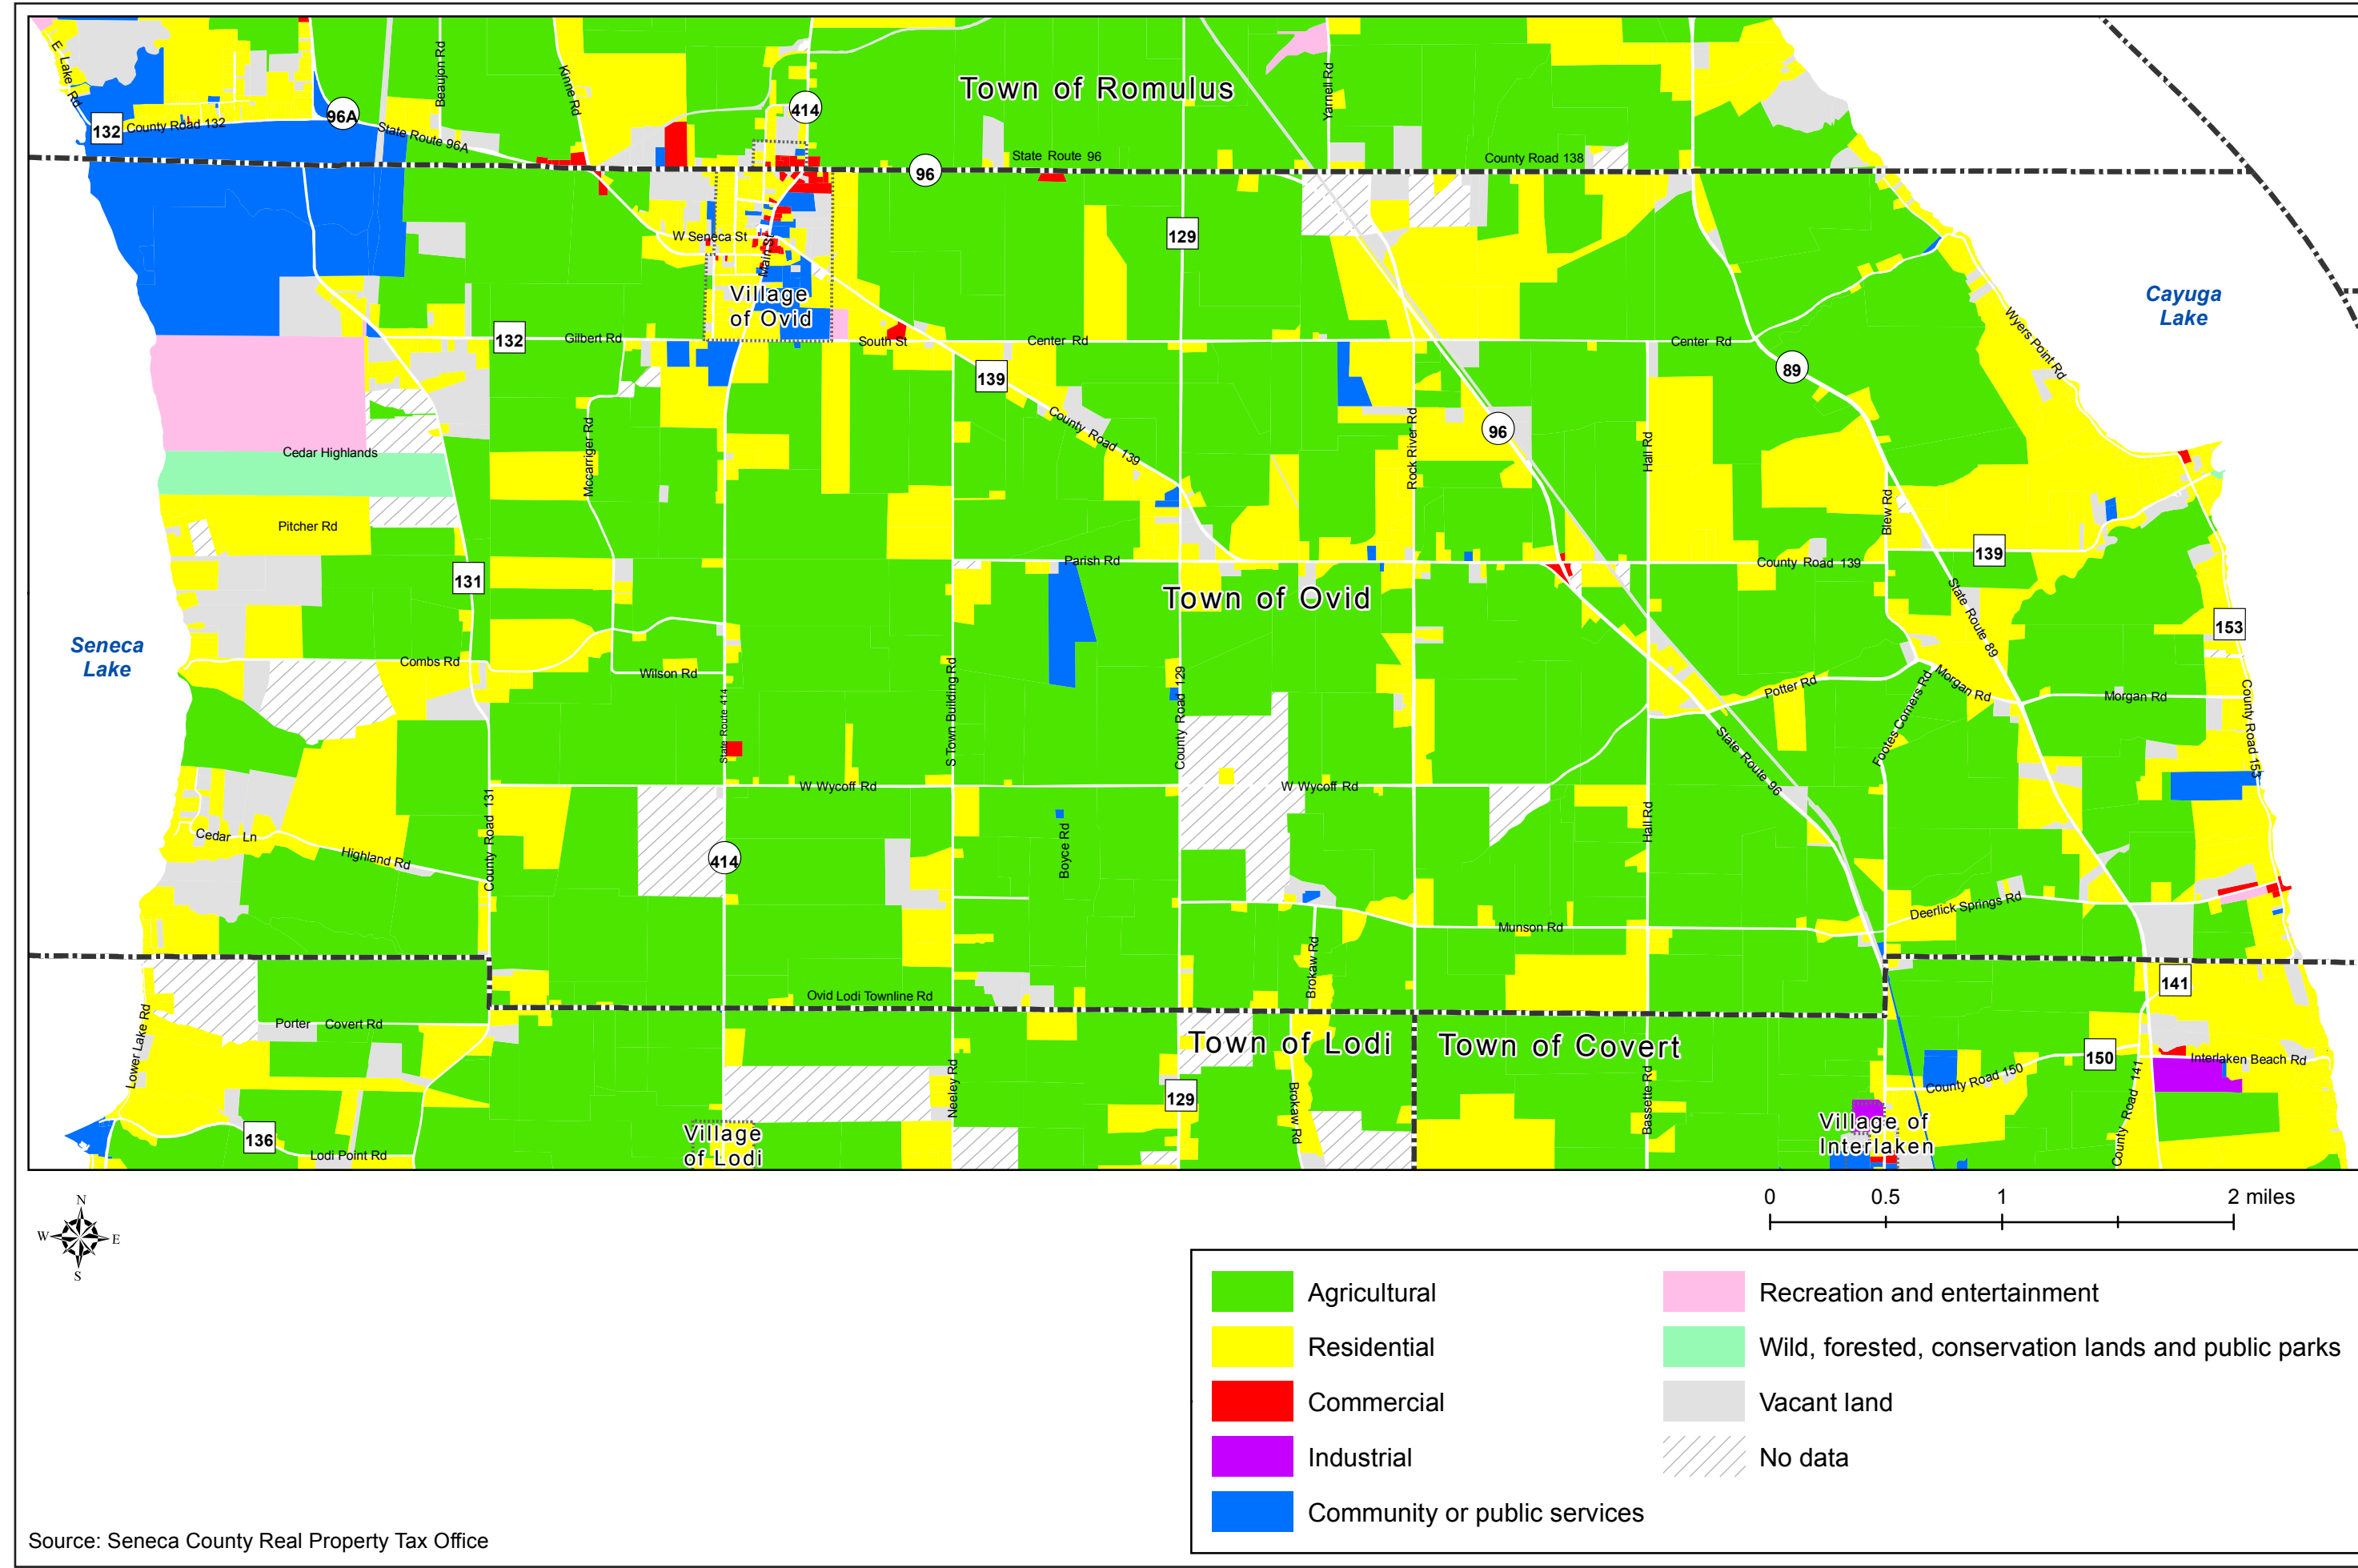 E Lake Rd
132
County Road 132
96A
State Route 96A
Beaujon Rd
Kinne Rd
414
Town of Romulus
Yarnell Rd
State Route 96
96
County Road 138
129
W Seneca St
Main St
Village
of Ovid
132
Gilbert Rd
South St
Center Rd
Center Rd
139
89
Wyers Point Rd
Cayuga
Lake
County Road 139
Mccarriger Rd
Cedar Highlands
Rock River Rd
96
Hall Rd
Blew Rd
Pitcher Rd
131
Parish Rd
County Road 139
139
Town of Ovid
State Route 89
153
Seneca
Lake
Combs Rd
Wilson Rd
State Route 414
S Town Building Rd
County Road 129
Potter Rd
Footes Corners Rd
Morgan Rd
Morgan Rd
County Road 153
State Route 96
W Wycoff Rd
W Wycoff Rd
County Road 131
Cedar Ln
Highland Rd
414
Boyce Rd
Hall Rd
Munson Rd
Deerlick Springs Rd
Brokaw Rd
Ovid Lodi Townline Rd
141
Porter Covert Rd
Lower Lake Rd
Town of Lodi
Town of Covert
150
Interlaken Beach Rd
County Road 150
County Road 141
Neeley Rd
129
Brokaw Rd
Bassette Rd
Village of
Interlaken
136
Lodi Point Rd
Village
of Lodi
N
W
E
S
0 0.5 1 2 miles
Agricultural
Residential
Commercial
Industrial
Community or public services
Recreation and entertainment
Wild, forested, conservation lands and public parks
Vacant land
No data
Source: Seneca County Real Property Tax Office